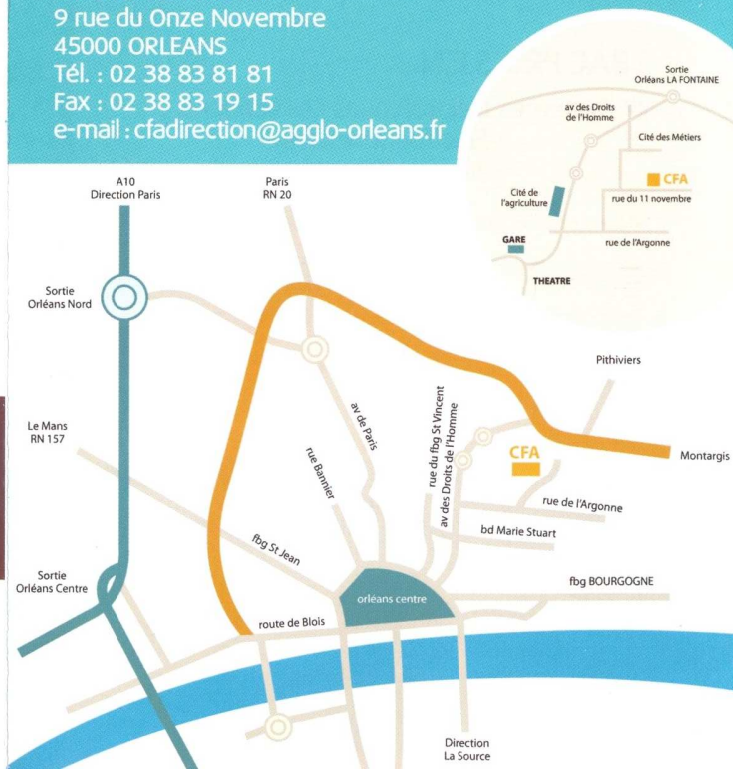 9 rue du Onze Novembre
45000 ORLEANS
Tél. : 02 38 83 81 81
Fax : 02 38 83 19 15
e-mail : cfadirection@agglo-orleans.fr
Sortie
Orléans LA FONTAINE
av des Droits
de l'Homme
Cité des Métiers
CFA
Cité de
l'agriculture
rue du 11 novembre
GARE
rue de l'Argonne
THEATRE
A10
Direction Paris
Paris
RN 20
Sortie
Orléans Nord
Pithiviers
Le Mans
RN 157
av de Paris
rue Bannier
rue du fbg St Vincent
av des Droits de l'Homme
CFA
Montargis
rue de l'Argonne
bd Marie Stuart
fbg St Jean
Sortie
Orléans Centre
orléans centre
fbg BOURGOGNE
route de Blois
Direction
La Source